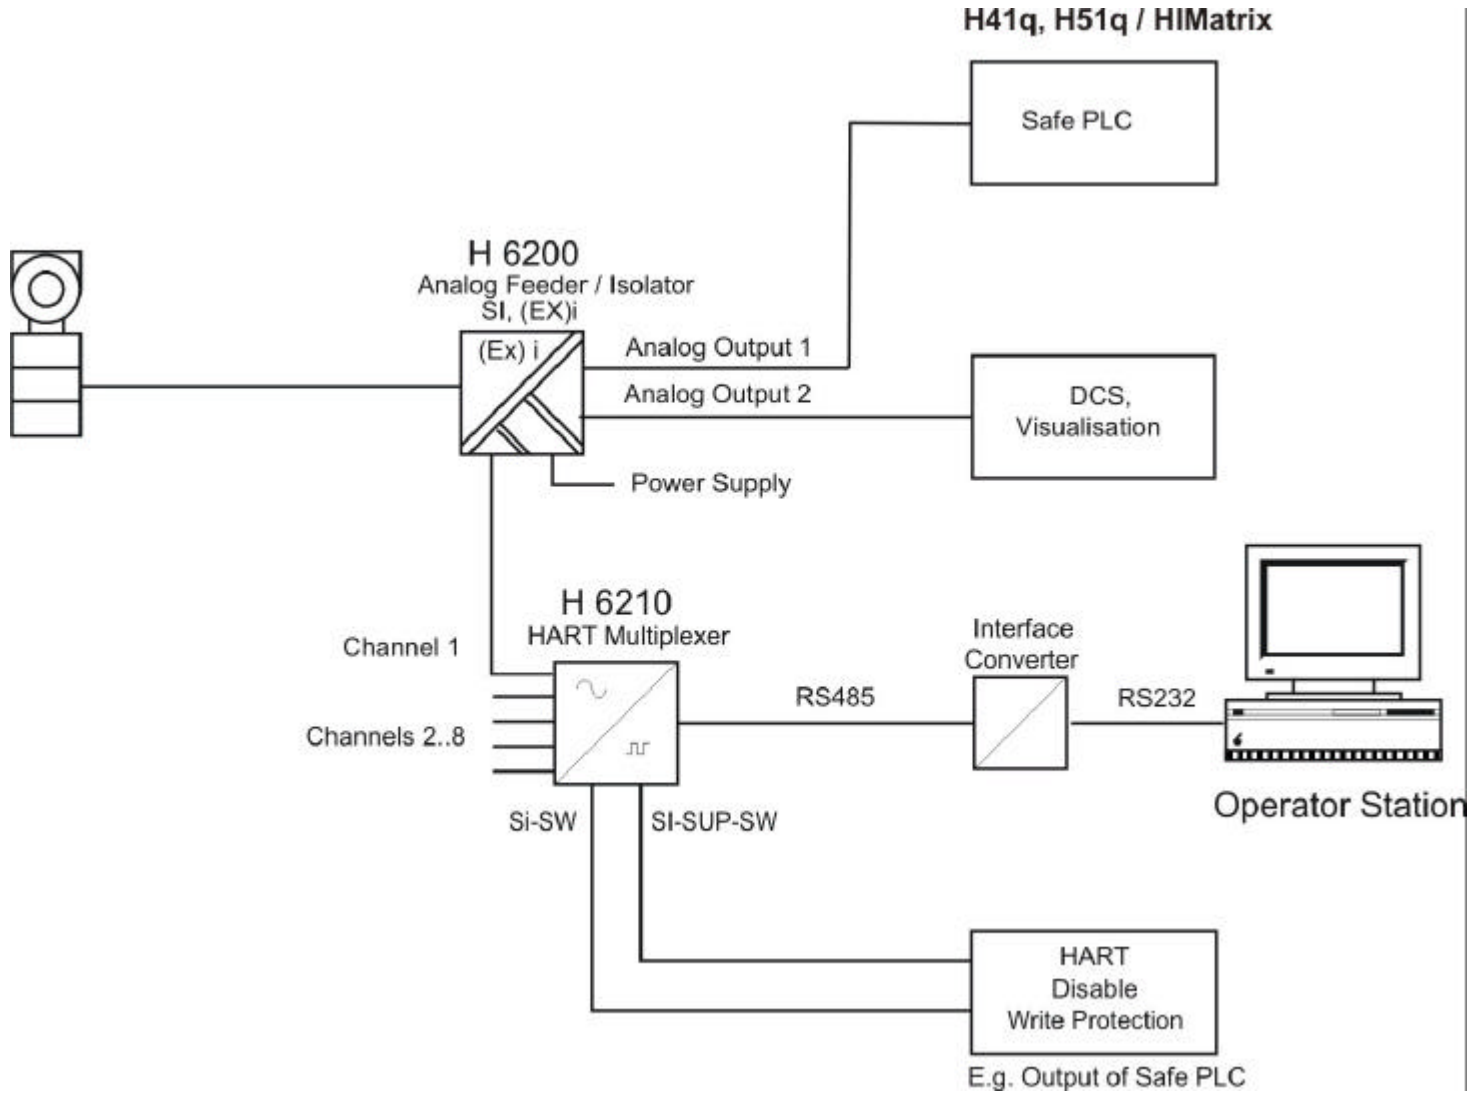 H41q, H51q / HIMatrix
Safe PLC
H 6200
Analog Feeder / Isolator
SI, (EX)i
(Ex) i
Analog Output 1
Analog Output 2
DCS,
Visualisation
Power Supply
H 6210
HART Multiplexer
Channel 1
Channels 2..8
RS485
Interface
Converter
RS232
Operator Station
Si-SW
SI-SUP-SW
HART
Disable
Write Protection
E.g. Output of Safe PLC